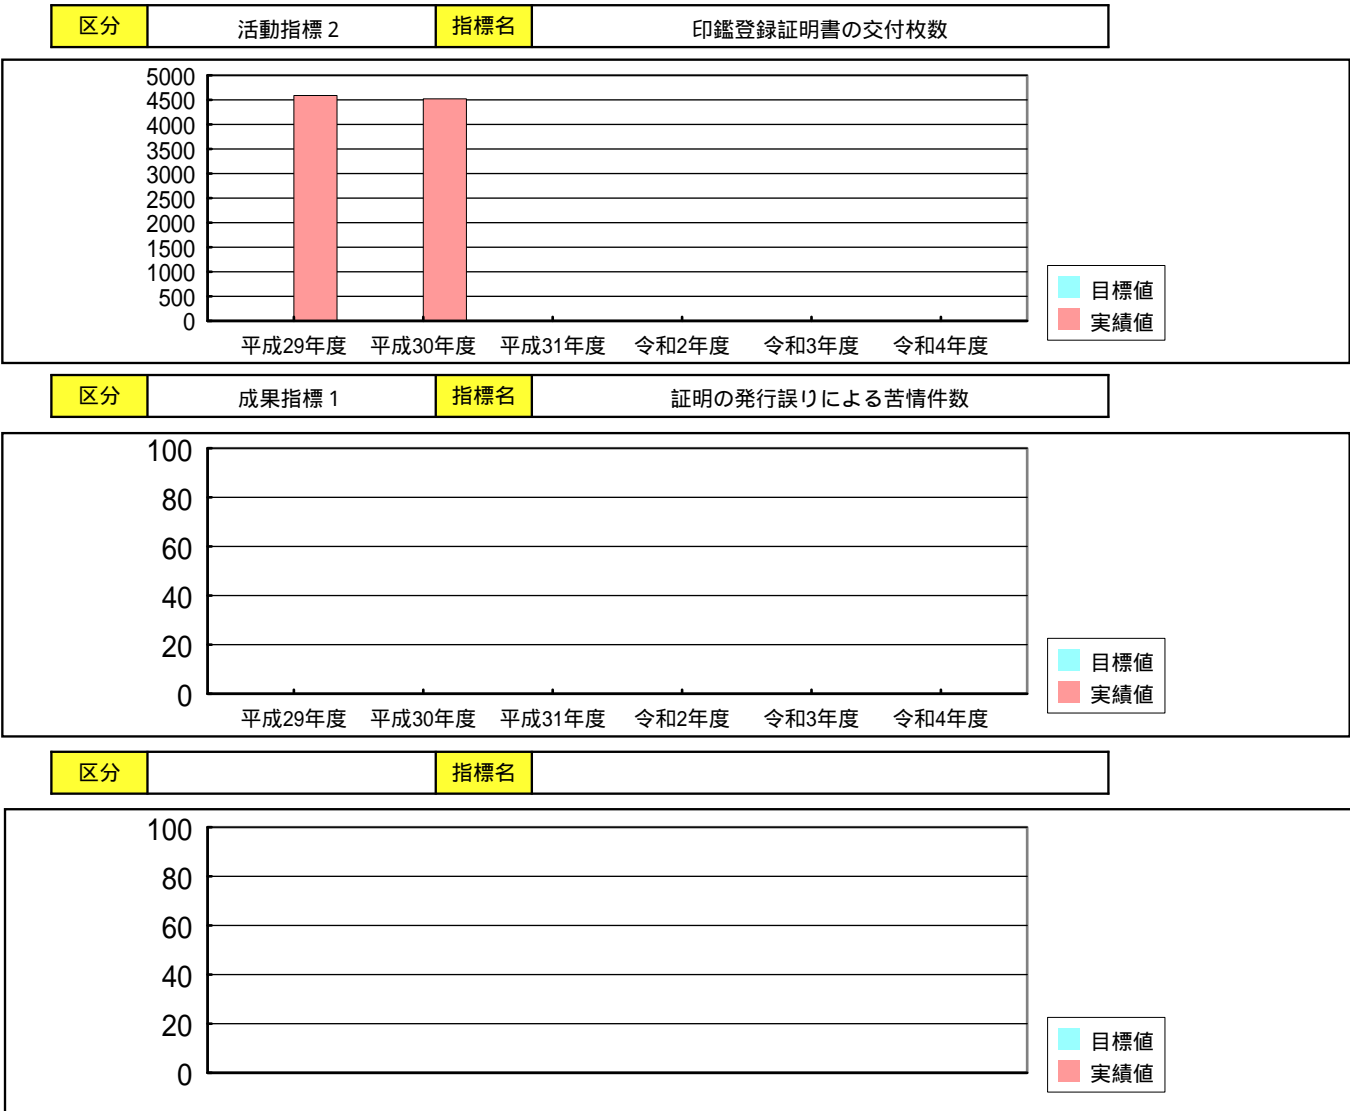 区分 活動指標２ 指標名 印鑑登録証明書の交付枚数
5000
4500
4000
3500
3000
2500
2000
1500
1000
500
0
平成29年度 平成30年度 平成31年度 令和2年度 令和3年度 令和4年度
目標値
実績値
区分 成果指標１ 指標名 証明の発行誤りによる苦情件数
100
80
60
40
20
0
平成29年度 平成30年度 平成31年度 令和2年度 令和3年度 令和4年度
目標値
実績値
区分 指標名
100
80
60
40
20
0
目標値
実績値